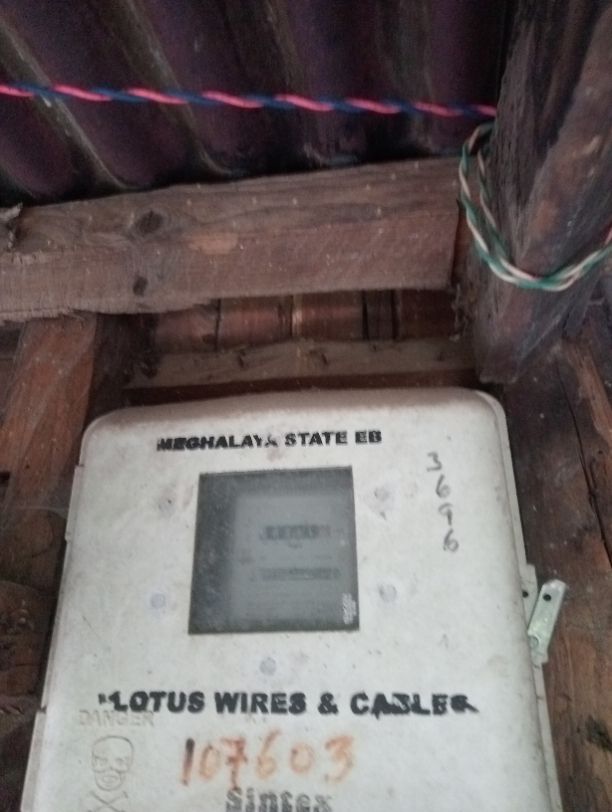 MEGHALAYA STATE EB
3696
LOTUS WIRES & CABLES
DANGER
107603
Sintex